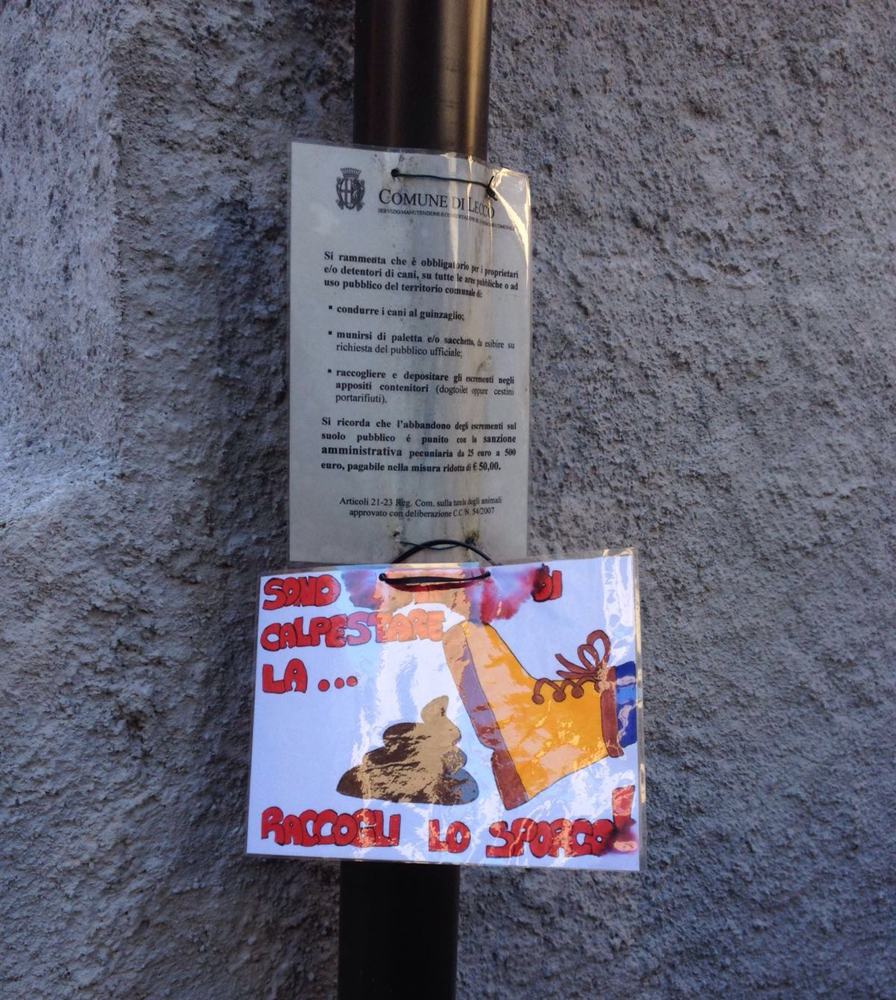 COMUNE DI LECCO
Si rammenta che è obbligatorio per i proprietari
e/o detentori di cani, su tutte le aree pubbliche o ad
uso pubblico del territorio comunale di:
▪ condurre i cani al guinzaglio;
▪ munirsi di paletta e/o sacchetto, da esibire su
richiesta del pubblico ufficiale;
▪ raccogliere e depositare gli escrementi negli
appositi contenitori (dogtoilet oppure cestini
portarifiuti).
Si ricorda che l'abbandono degli escrementi sul
suolo pubblico é punito con la sanzione
amministrativa pecuniaria da 25 euro a 500
euro, pagabile nella misura ridotta di € 50,00.
Articoli 21-23 Reg. Com. sulla tutela degli animali
approvato con deliberazione C.C N. 54/2007
SONO DI
CALPESTARE
LA ...
RACCOGLI LO SPORCO!